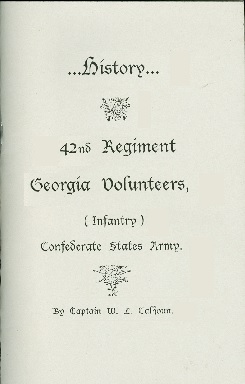 ...History...
42nd Regiment
Georgia Volunteers,
(Infantry)
Confederate States Army.
By Captain W. L. Calhoun.